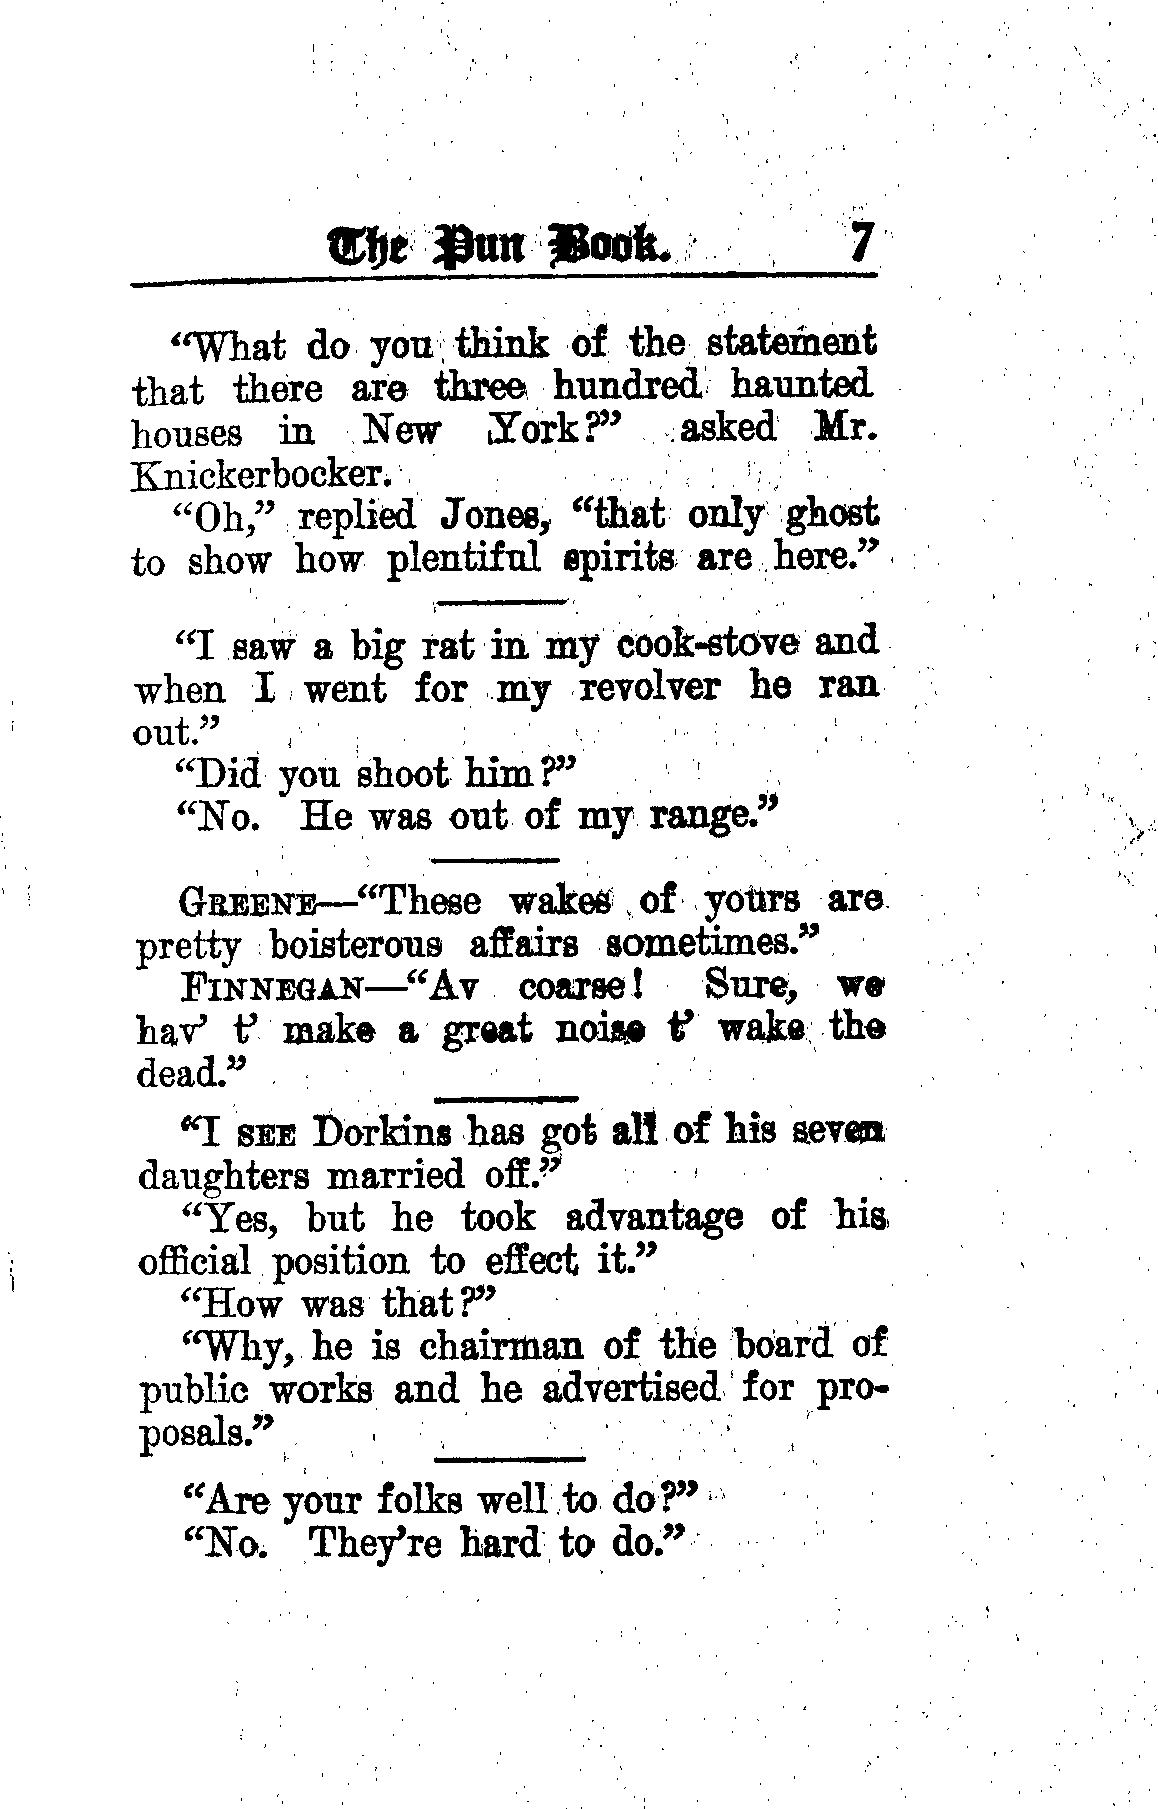 The Pun Book. 7
“What do you think of the statement
that there are three hundred haunted
houses in New York?” asked Mr.
Knickerbocker.
“Oh,” replied Jones, “that only ghost
to show how plentiful spirits are here.”
“I saw a big rat in my cook-stove and
when I went for my revolver he ran
out.”
“Did you shoot him?”
“No. He was out of my range.”
GREENE—“These wakes of yours are
pretty boisterous affairs sometimes.”
FINNEGAN—“Av coarse! Sure, we
hav’ t’ make a great noise t’ wake the
dead.”
“I SEE Dorkins has got all of his seven
daughters married off.”
“Yes, but he took advantage of his
official position to effect it.”
“How was that?”
“Why, he is chairman of the board of
public works and he advertised for pro-
posals.”
“Are your folks well to do?”
“No. They’re hard to do.”